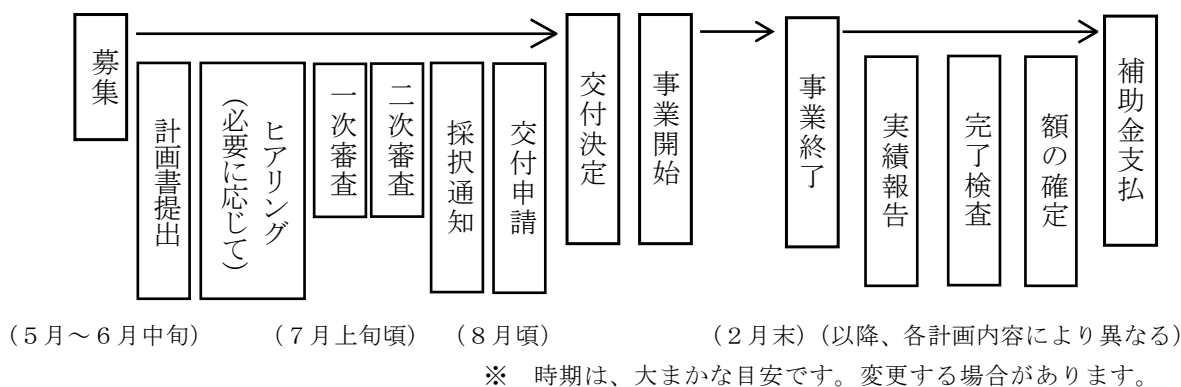 募集
計画書提出
ヒアリング
(必要に応じて)
一次審査
二次審査
採択通知
交付申請
交付決定
事業開始
事業終了
実績報告
完了検査
額の確定
補助金支払
(5月~6月中旬)
(7月上旬頃)
(8月頃)
(2月末)
(以降、各計画内容により異なる)
※ 時期は、大まかな目安です。変更する場合があります。